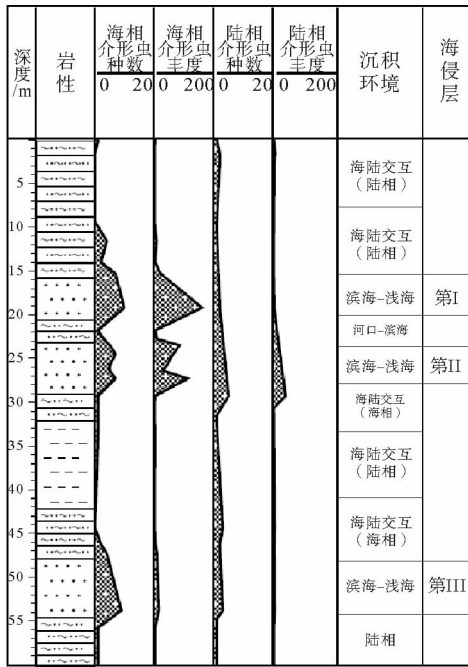 深度/m
岩性
海相
介形虫
种数
0 20
海相
介形虫
丰度
0 200
陆相
介形虫
种数
0 20
陆相
介形虫
丰度
0 200
沉积
环境
海侵层
5
10
15
20
25
30
35
40
45
50
55
海陆交互
(陆相)
海陆交互
(陆相)
滨海-浅海
第I
河口-滨海
滨海-浅海
第II
海陆交互
(海相)
海陆交互
(陆相)
海陆交互
(海相)
滨海-浅海
第III
陆相